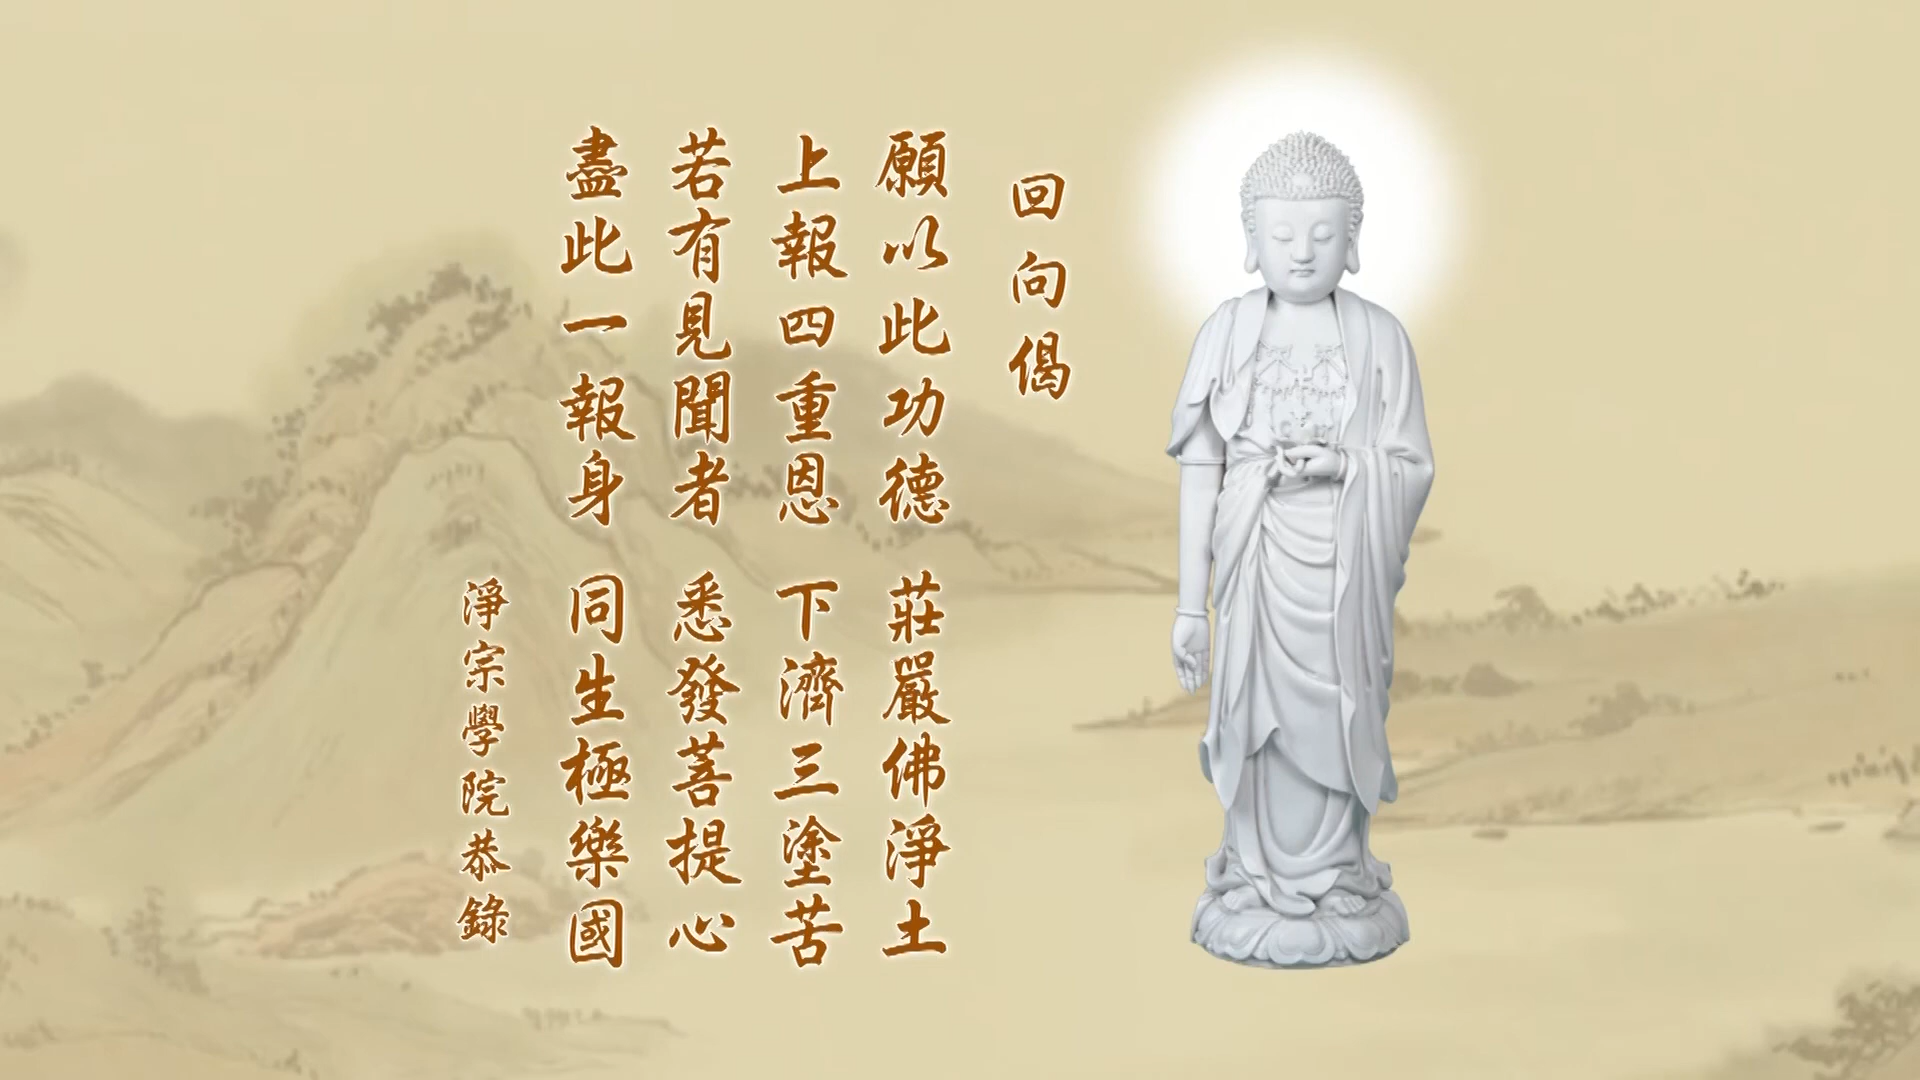 回向偈
願以此功德 莊嚴佛淨土
上報四重恩 下濟三塗苦
若有見聞者 悉發菩提心
盡此一報身 同生極樂國
淨宗學院恭錄